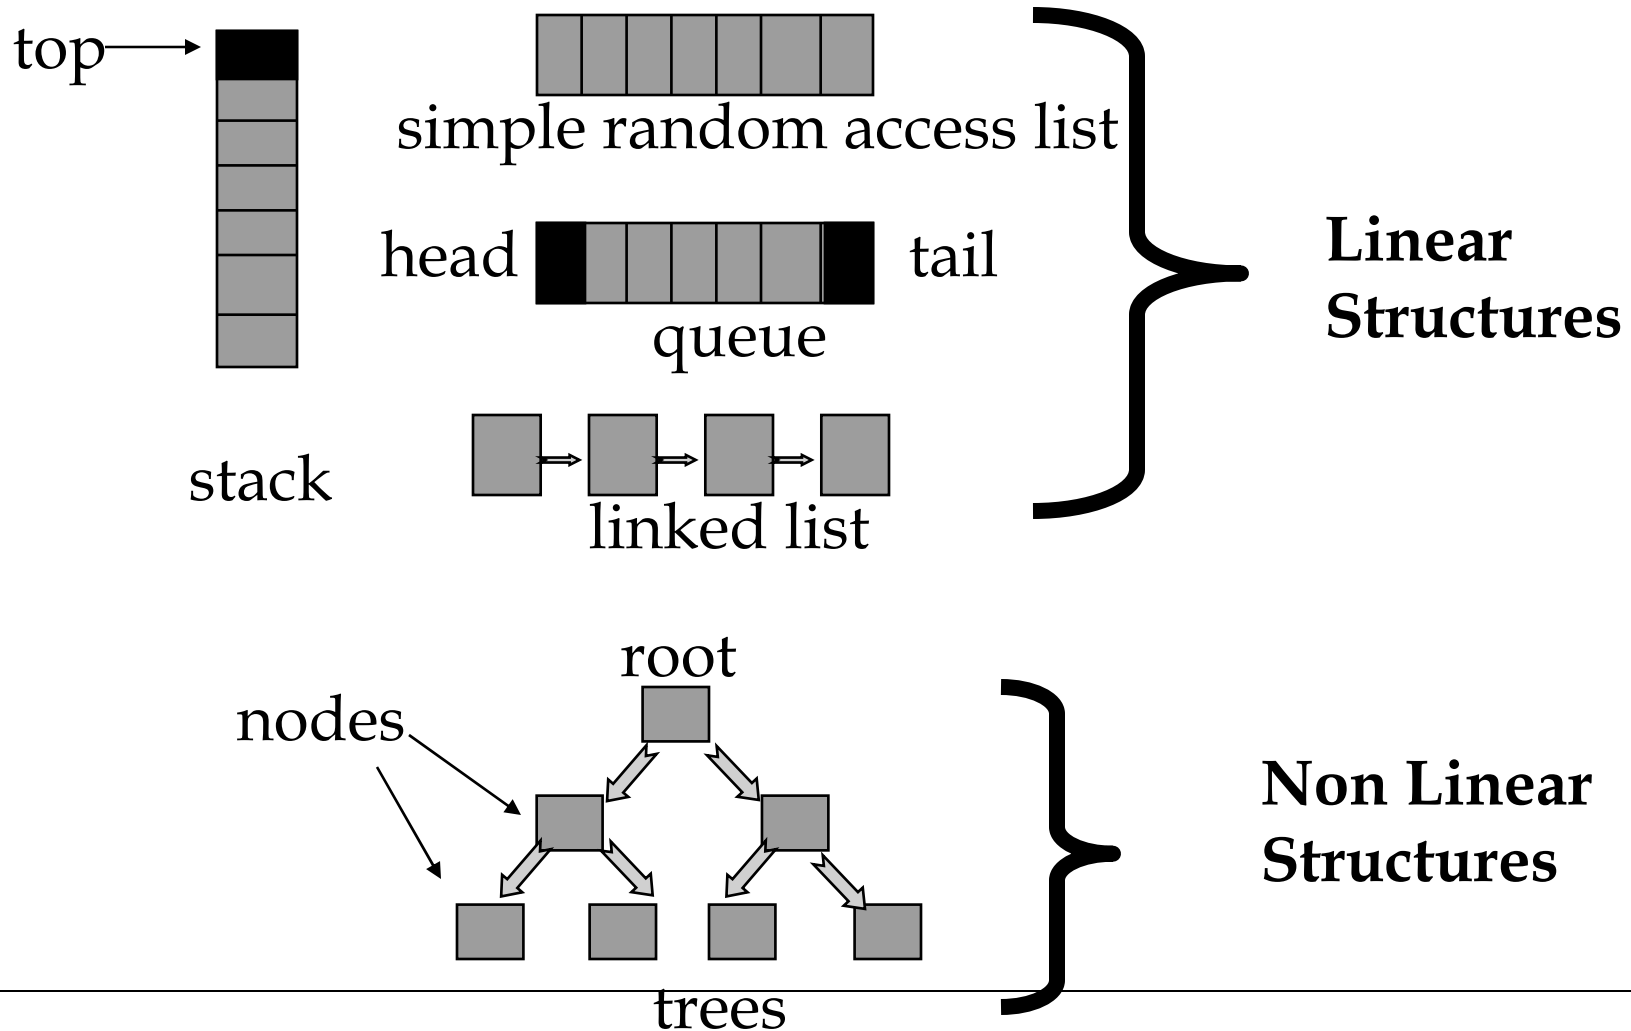 top
simple random access list
head
tail
queue
stack
linked list
Linear
Structures
root
nodes
trees
Non Linear
Structures